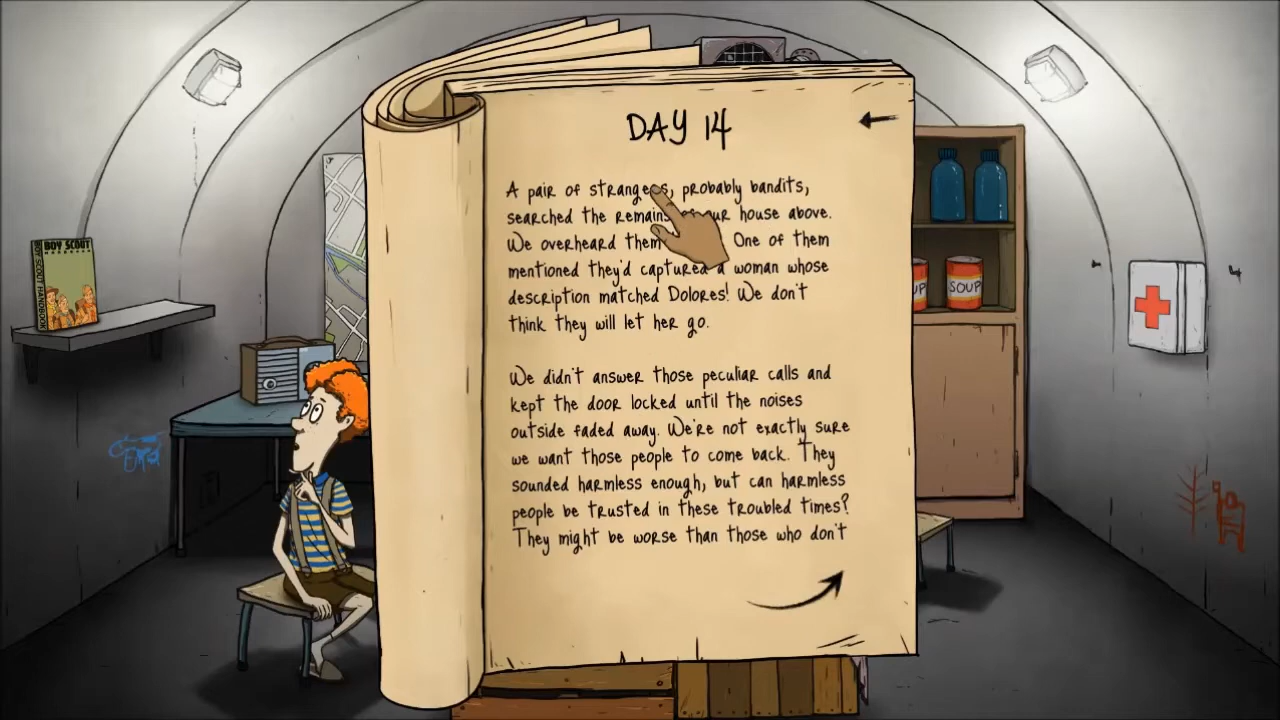 DAY 14
A pair of strangers, probably bandits,
searched the remains our house above.
We overheard them One of them
mentioned they'd captured a woman whose
description matched Dolores! We don't
think they will let her go.
We didn't answer those peculiar calls and
kept the door locked until the noises
outside faded away. We're not exactly sure
we want those people to come back. They
sounded harmless enough, but can harmless
people be trusted in these troubled times?
They might be worse than those who don't
BOY SCOUT
BOY SCOUT HANDBOOK
UP
SOUP